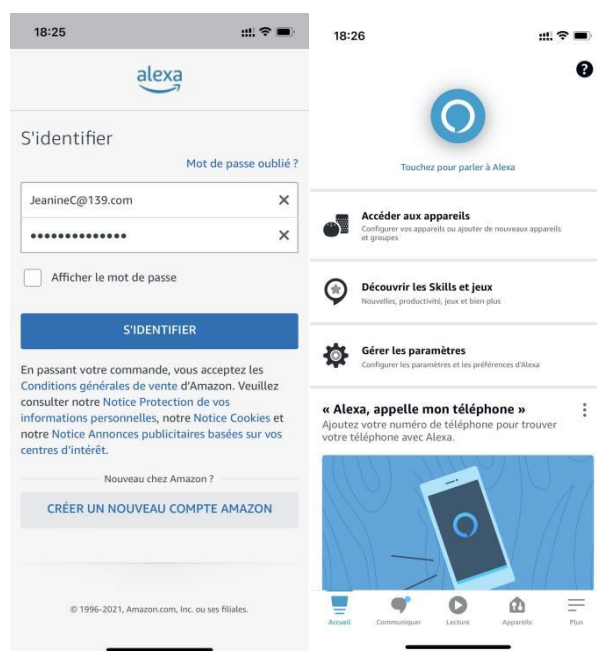 18:25
alexa
S'identifier
Mot de passe oublié ?
JeanineC@139.com
Afficher le mot de passe
S'IDENTIFIER
En passant votre commande, vous acceptez les
Conditions générales de vente d'Amazon. Veuillez
consulter notre Notice Protection de vos
informations personnelles, notre Notice Cookies et
notre Notice Annonces publicitaires basées sur vos
centres d'intérêt.
Nouveau chez Amazon ?
CRÉER UN NOUVEAU COMPTE AMAZON
© 1996-2021, Amazon.com, Inc. ou ses filiales.
18:26
?
Touchez pour parler à Alexa
Accéder aux appareils
Configurer vos appareils ou ajouter de nouveaux appareils
et groupes
Découvrir les Skills et jeux
Nouvelles, productivité, jeux et bien plus
Gérer les paramètres
Configurer les paramètres et les préférences d'Alexa
« Alexa, appelle mon téléphone »
Ajoutez votre numéro de téléphone pour trouver
votre téléphone avec Alexa.
Accueil
Communiquer
Lecture
Appareils
Plus